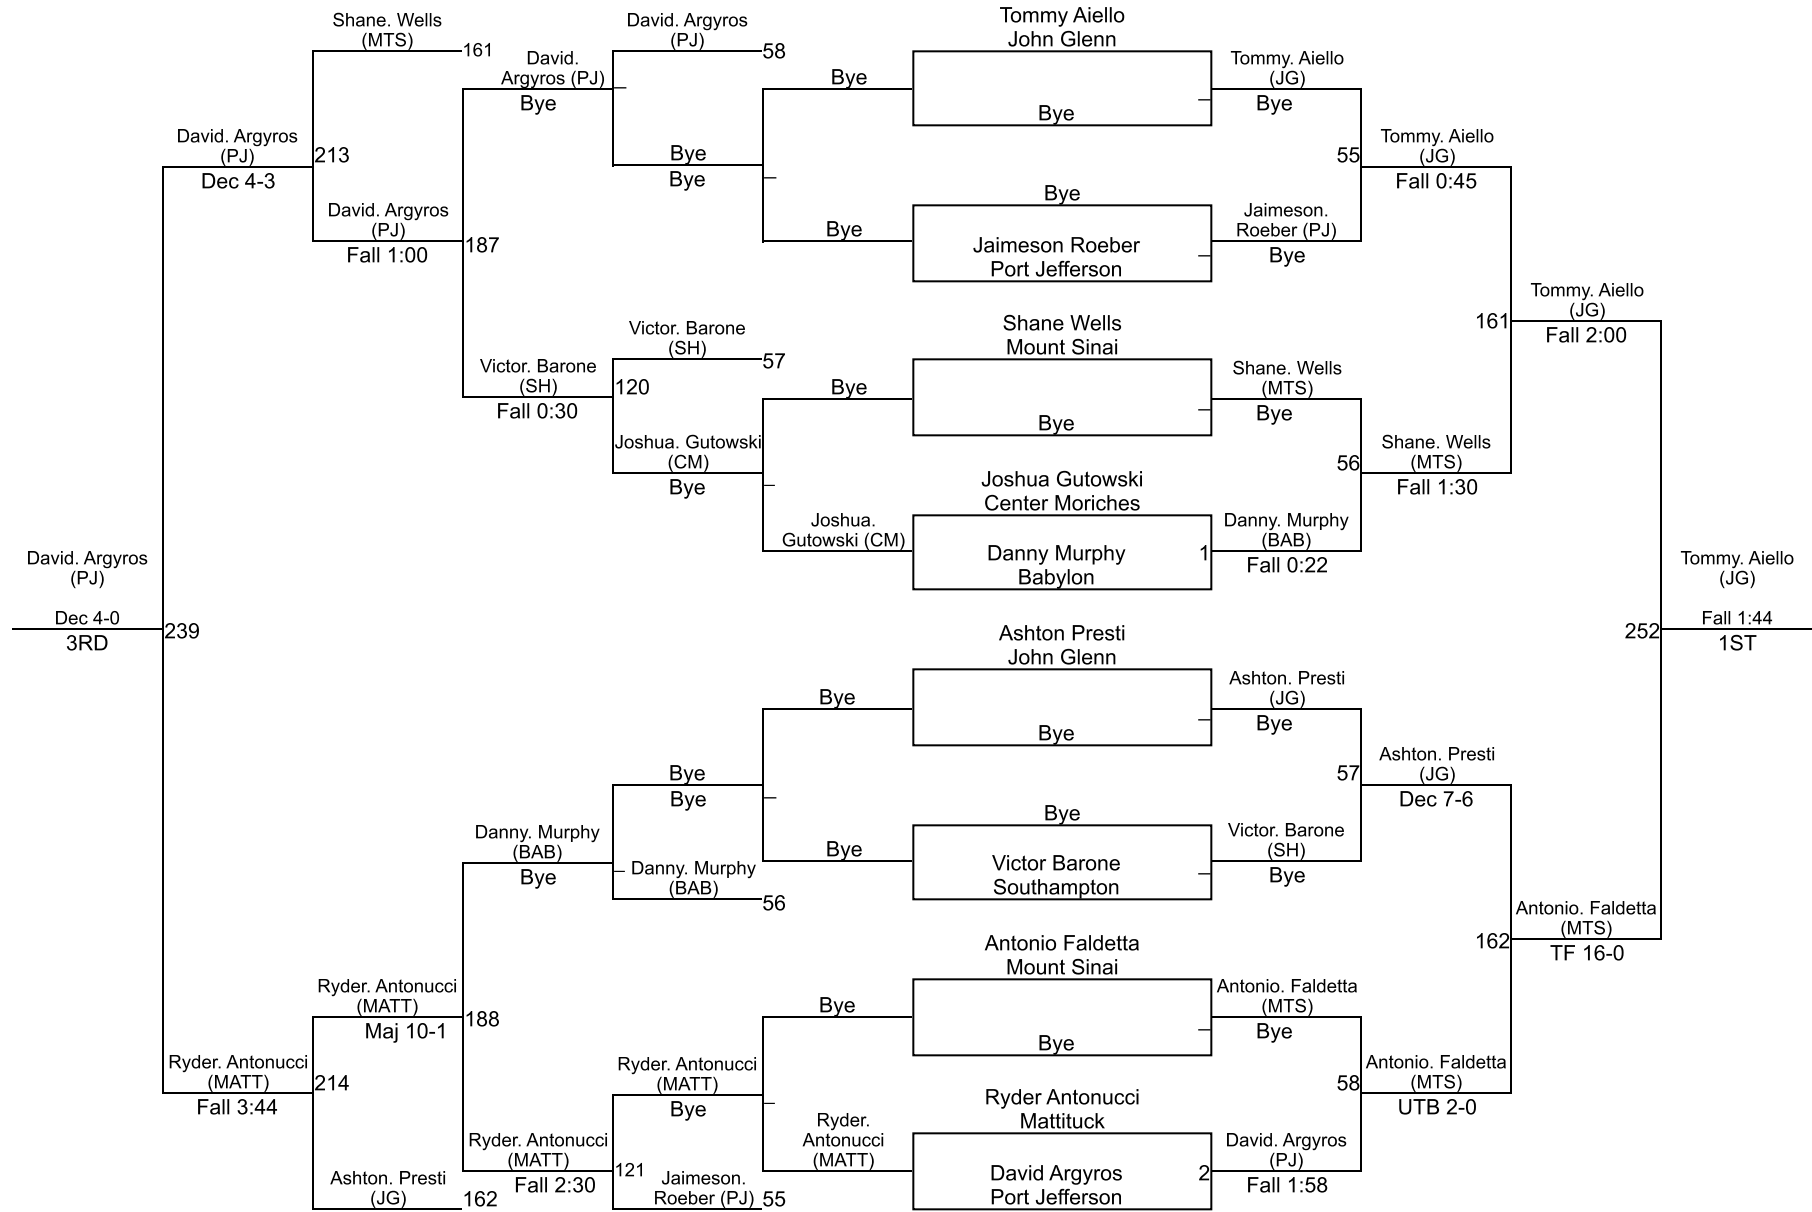 Tommy Aiello
John Glenn
Bye
Bye
Jaimeson Roeber
Port Jefferson
Shane Wells
Mount Sinai
Bye
Joshua Gutowski
Center Moriches
Danny Murphy
Babylon
1
Ashton Presti
John Glenn
Bye
Bye
Victor Barone
Southampton
Antonio Faldetta
Mount Sinai
Bye
Ryder Antonucci
Mattituck
David Argyros
Port Jefferson
2
Tommy. Aiello
(JG)
Bye
Jaimeson.
Roeber (PJ)
Bye
55
Shane. Wells
(MTS)
Bye
Danny. Murphy
(BAB)
Fall 0:22
56
Ashton. Presti
(JG)
Bye
Victor. Barone
(SH)
Bye
57
Antonio. Faldetta
(MTS)
Bye
David. Argyros
(PJ)
Fall 1:58
58
Tommy. Aiello
(JG)
Fall 0:45
Shane. Wells
(MTS)
Fall 1:30
161
Ashton. Presti
(JG)
Dec 7-6
Antonio. Faldetta
(MTS)
UTB 2-0
162
Tommy. Aiello
(JG)
Fall 2:00
Antonio. Faldetta
(MTS)
TF 16-0
252
Tommy. Aiello
(JG)
Fall 1:44
1ST
Bye
Bye
Bye
Joshua.
Gutowski (CM)
Bye
Bye
Bye
Ryder.
Antonucci
(MATT)
David. Argyros
(PJ)
58
Bye
Bye
Victor. Barone
(SH)
57
Joshua. Gutowski
(CM)
Bye
Bye
Bye
Danny. Murphy
(BAB)
56
Ryder. Antonucci
(MATT)
Bye
Jaimeson.
Roeber (PJ)
55
David.
Argyros (PJ)
Bye
Victor. Barone
(SH)
Fall 0:30
120
Danny. Murphy
(BAB)
Bye
Ryder. Antonucci
(MATT)
Fall 2:30
121
Shane. Wells
(MTS)
161
David. Argyros
(PJ)
Fall 1:00
187
Ryder. Antonucci
(MATT)
Maj 10-1
188
Ashton. Presti
(JG)
162
David. Argyros
(PJ)
Dec 4-3
213
Ryder. Antonucci
(MATT)
Fall 3:44
214
David. Argyros
(PJ)
Dec 4-0
3RD
239